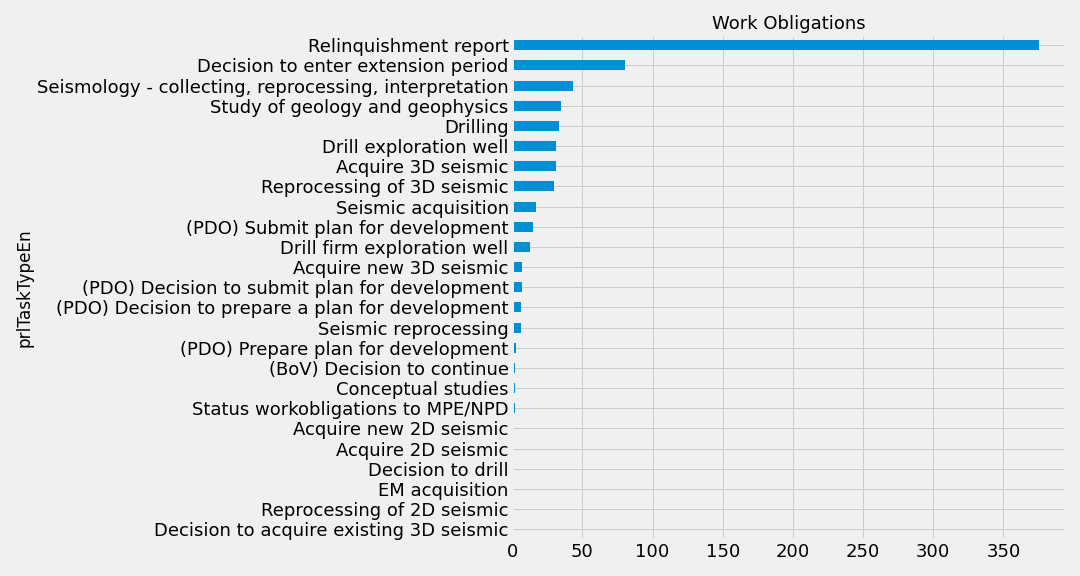 Work Obligations
prlTaskTypeEn
Relinquishment report
Decision to enter extension period
Seismology - collecting, reprocessing, interpretation
Study of geology and geophysics
Drilling
Drill exploration well
Acquire 3D seismic
Reprocessing of 3D seismic
Seismic acquisition
(PDO) Submit plan for development
Drill firm exploration well
Acquire new 3D seismic
(PDO) Decision to submit plan for development
(PDO) Decision to prepare a plan for development
Seismic reprocessing
(PDO) Prepare plan for development
(BoV) Decision to continue
Conceptual studies
Status workobligations to MPE/NPD
Acquire new 2D seismic
Acquire 2D seismic
Decision to drill
EM acquisition
Reprocessing of 2D seismic
Decision to acquire existing 3D seismic
0 50 100 150 200 250 300 350